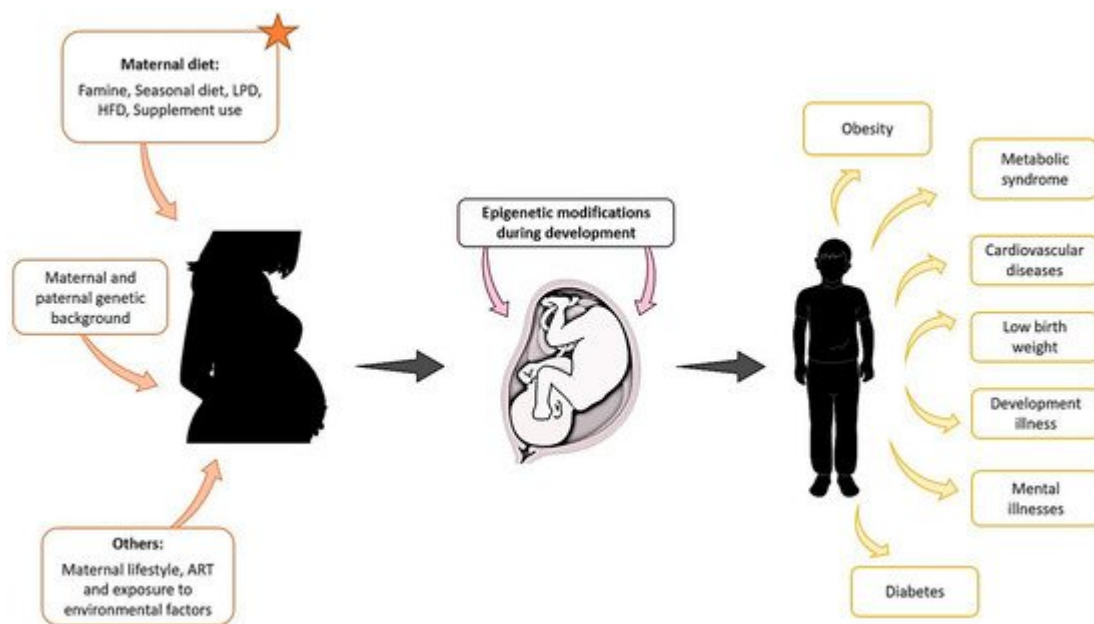 Maternal diet:
Famine, Seasonal diet, LPD,
HFD, Supplement use
Maternal and
paternal genetic
background
Others:
Maternal lifestyle, ART
and exposure to
environmental factors
Epigenetic modifications
during development
Obesity
Metabolic
syndrome
Cardiovascular
diseases
Low birth
weight
Development
illness
Mental
illnesses
Diabetes